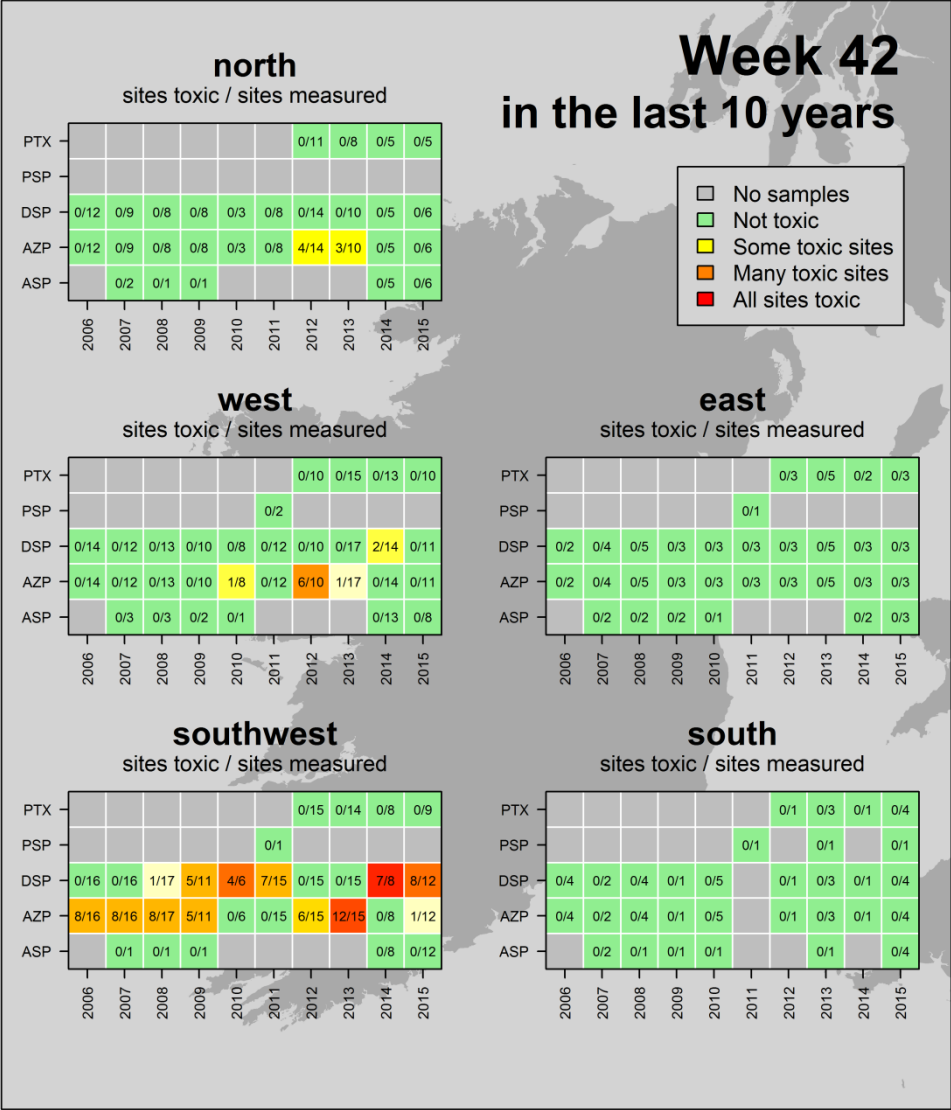 Week 42
in the last 10 years
No samples
Not toxic
Some toxic sites
Many toxic sites
All sites toxic
north
sites toxic / sites measured
PTX 0/11 0/8 0/5 0/5
PSP
DSP 0/12 0/9 0/8 0/8 0/3 0/8 0/14 0/10 0/5 0/6
AZP 0/12 0/9 0/8 0/8 0/3 0/8 4/14 3/10 0/5 0/6
ASP 0/2 0/1 0/1 0/5 0/6
2006 2007 2008 2009 2010 2011 2012 2013 2014 2015
west
sites toxic / sites measured
PTX 0/10 0/15 0/13 0/10
PSP 0/2
DSP 0/14 0/12 0/13 0/10 0/8 0/12 0/10 0/17 2/14 0/11
AZP 0/14 0/12 0/13 0/10 1/8 0/12 6/10 1/17 0/14 0/11
ASP 0/3 0/3 0/2 0/1 0/13 0/8
2006 2007 2008 2009 2010 2011 2012 2013 2014 2015
east
sites toxic / sites measured
PTX 0/3 0/5 0/2 0/3
PSP 0/1
DSP 0/2 0/4 0/5 0/3 0/3 0/3 0/3 0/5 0/3 0/3
AZP 0/2 0/4 0/5 0/3 0/3 0/3 0/3 0/5 0/3 0/3
ASP 0/2 0/2 0/2 0/1 0/2 0/3
2006 2007 2008 2009 2010 2011 2012 2013 2014 2015
southwest
sites toxic / sites measured
PTX 0/15 0/14 0/8 0/9
PSP 0/1
DSP 0/16 0/16 1/17 5/11 4/6 7/15 0/15 0/15 7/8 8/12
AZP 8/16 8/16 8/17 5/11 0/6 0/15 6/15 12/15 0/8 1/12
ASP 0/1 0/1 0/1 0/8 0/12
2006 2007 2008 2009 2010 2011 2012 2013 2014 2015
south
sites toxic / sites measured
PTX 0/1 0/3 0/1 0/4
PSP 0/1 0/1 0/1
DSP 0/4 0/2 0/4 0/1 0/5 0/1 0/3 0/1 0/4
AZP 0/4 0/2 0/4 0/1 0/5 0/1 0/3 0/1 0/4
ASP 0/2 0/1 0/1 0/1 0/1 0/4
2006 2007 2008 2009 2010 2011 2012 2013 2014 2015